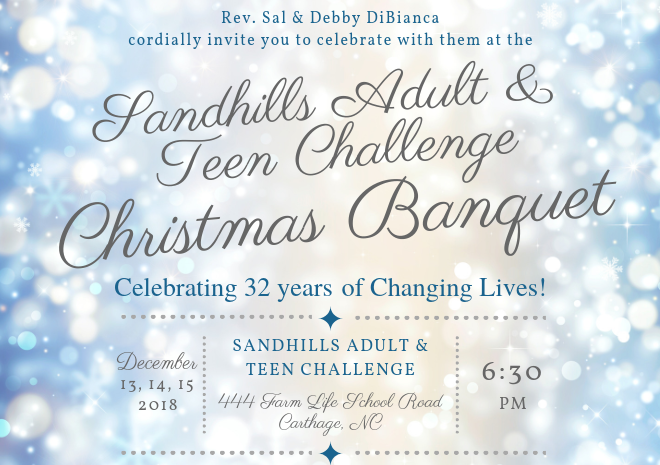 Rev. Sal & Debby DiBianca
cordially invite you to celebrate with them at the
Sandhills Adult &
Teen Challenge
Christmas Banquet
Celebrating 32 years of Changing Lives!
December
13, 14, 15
2018
SANDHILLS ADULT &
TEEN CHALLENGE
444 Farm Life School Road
Carthage, NC
6:30
PM